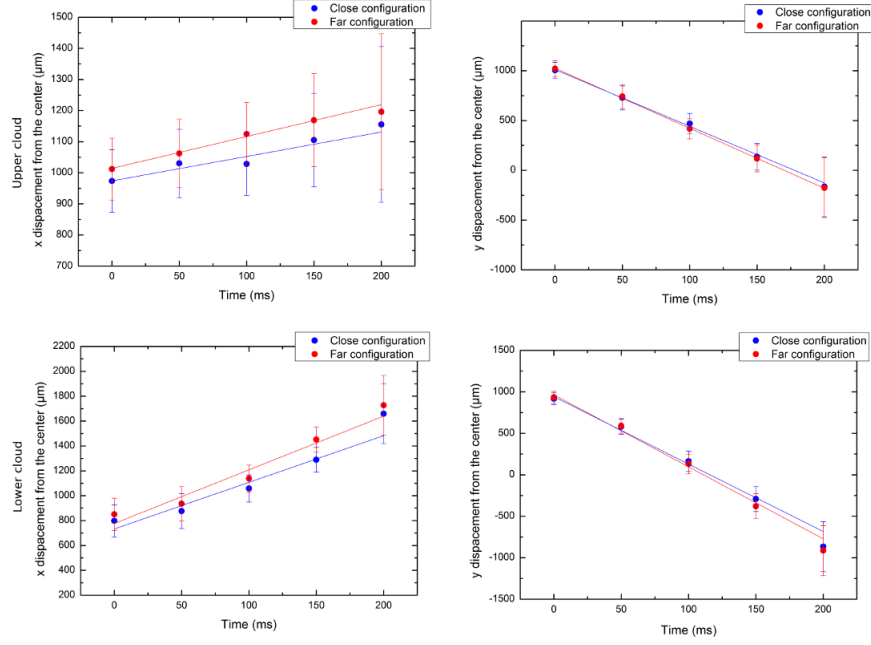 Close configuration
Far configuration
1500
1400
1300
1200
1100
1000
900
800
700
0 50 100 150 200
Time (ms)
Upper cloud
x dispacement from the center (µm)
Close configuration
Far configuration
1000
500
0
-500
-1000
0 50 100 150 200
Time (ms)
y dispacement from the center (µm)
Close configuration
Far configuration
2200
2000
1800
1600
1400
1200
1000
800
600
400
200
0 50 100 150 200
Time (ms)
Lower cloud
x dispacement from the center (µm)
Close configuration
Far configuration
1500
1000
500
0
-500
-1000
-1500
0 50 100 150 200
Time (ms)
y dispacement from the center (µm)